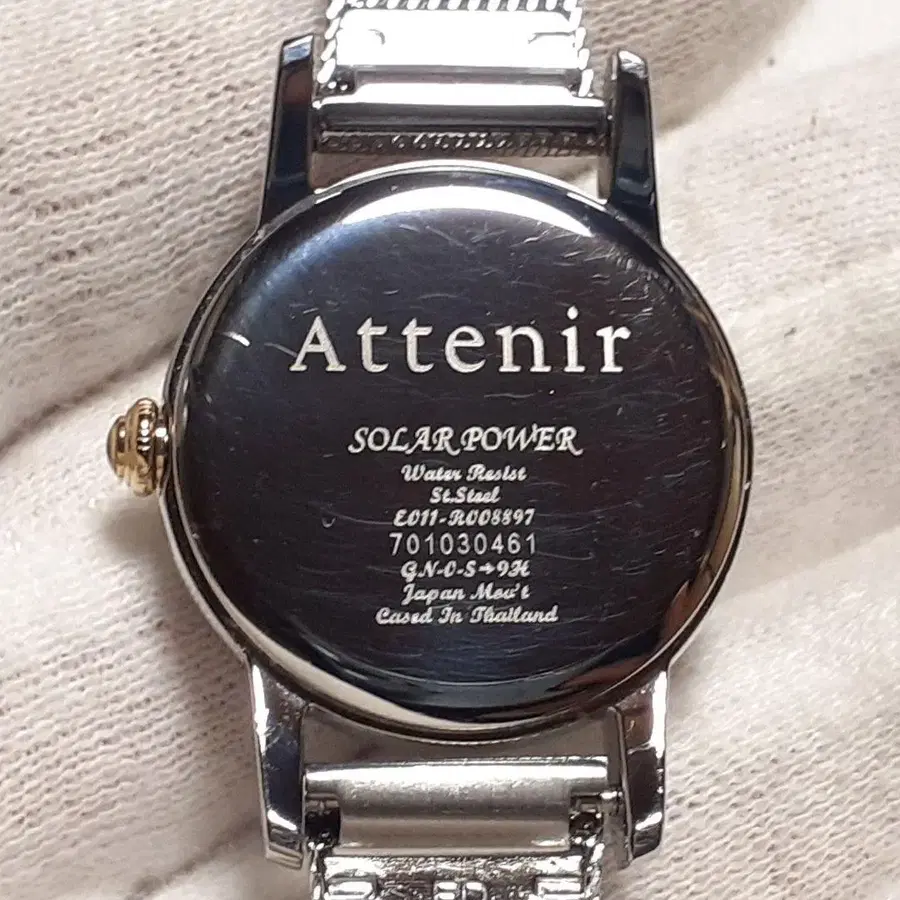 Attenir
SOLAR POWER
Water Resist
St.Steel
E011-R008897
701030461
G.N-0-S→9H
Japan Mov't
Cased In Thailand